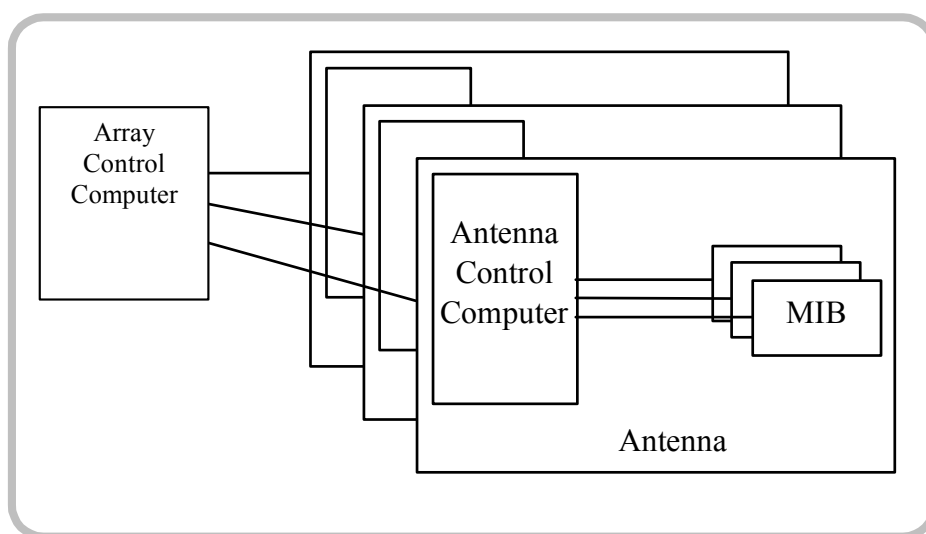 Array
Control
Computer
Antenna
Control
Computer
MIB
Antenna